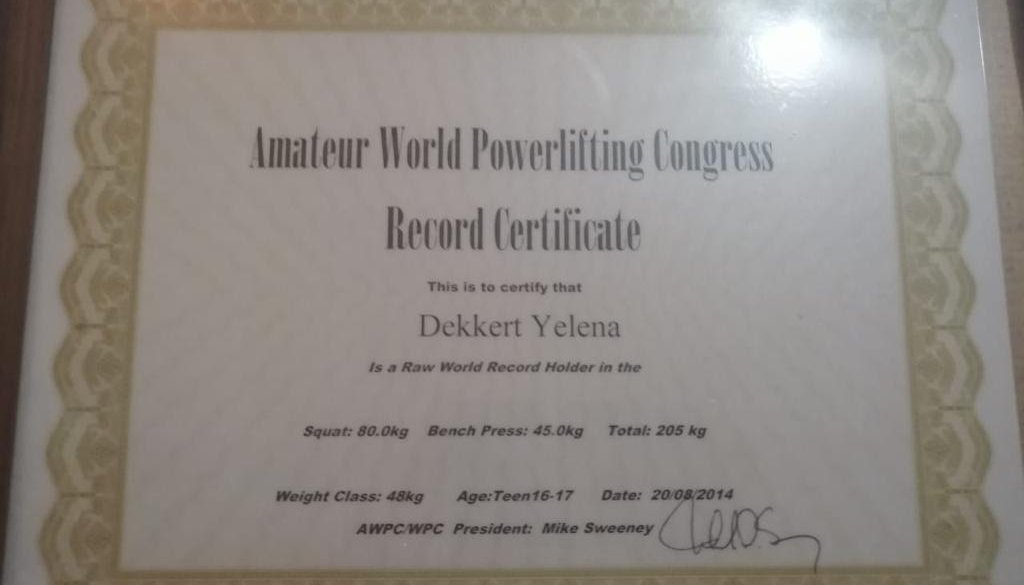 Amateur World Powerlifting Congress
Record Certificate
This is to certify that
Dekkert Yelena
Is a Raw World Record Holder in the
Squat: 80.0kg Bench Press: 45.0kg Total: 205 kg
Weight Class: 48kg Age:Teen16-17 Date: 20/08/2014
AWPC/WPC President: Mike Sweeney